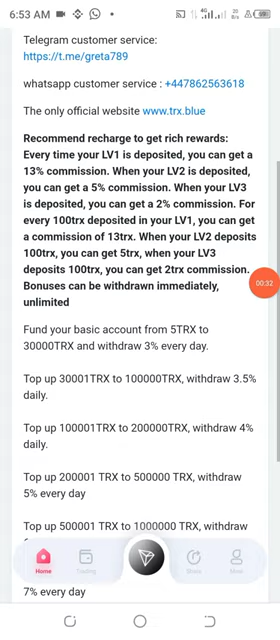 6:53 AM
4G
Telegram customer service:
https://t.me/greta789
whatsapp customer service : +447862563618
The only official website www.trx.blue
Recommend recharge to get rich rewards:
Every time your LV1 is deposited, you can get a
13% commission. When your LV2 is deposited,
you can get a 5% commission. When your LV3
is deposited, you can get a 2% commission. For
every 100trx deposited in your LV1, you can get
a commission of 13trx. When your LV2 deposits
100trx, you can get 5trx, when your LV3
deposits 100trx, you can get 2trx commission.
Bonuses can be withdrawn immediately,
unlimited
00:32
Fund your basic account from 5TRX to
30000TRX and withdraw 3% every day.
Top up 30001TRX to 100000TRX, withdraw 3.5%
daily.
Top up 100001TRX to 200000TRX, withdraw 4%
daily.
Top up 200001 TRX to 500000 TRX, withdraw
5% every day
Top up 500001 TRX to 1000000 TRX, withdraw
Home
Trading
Share
7% every day